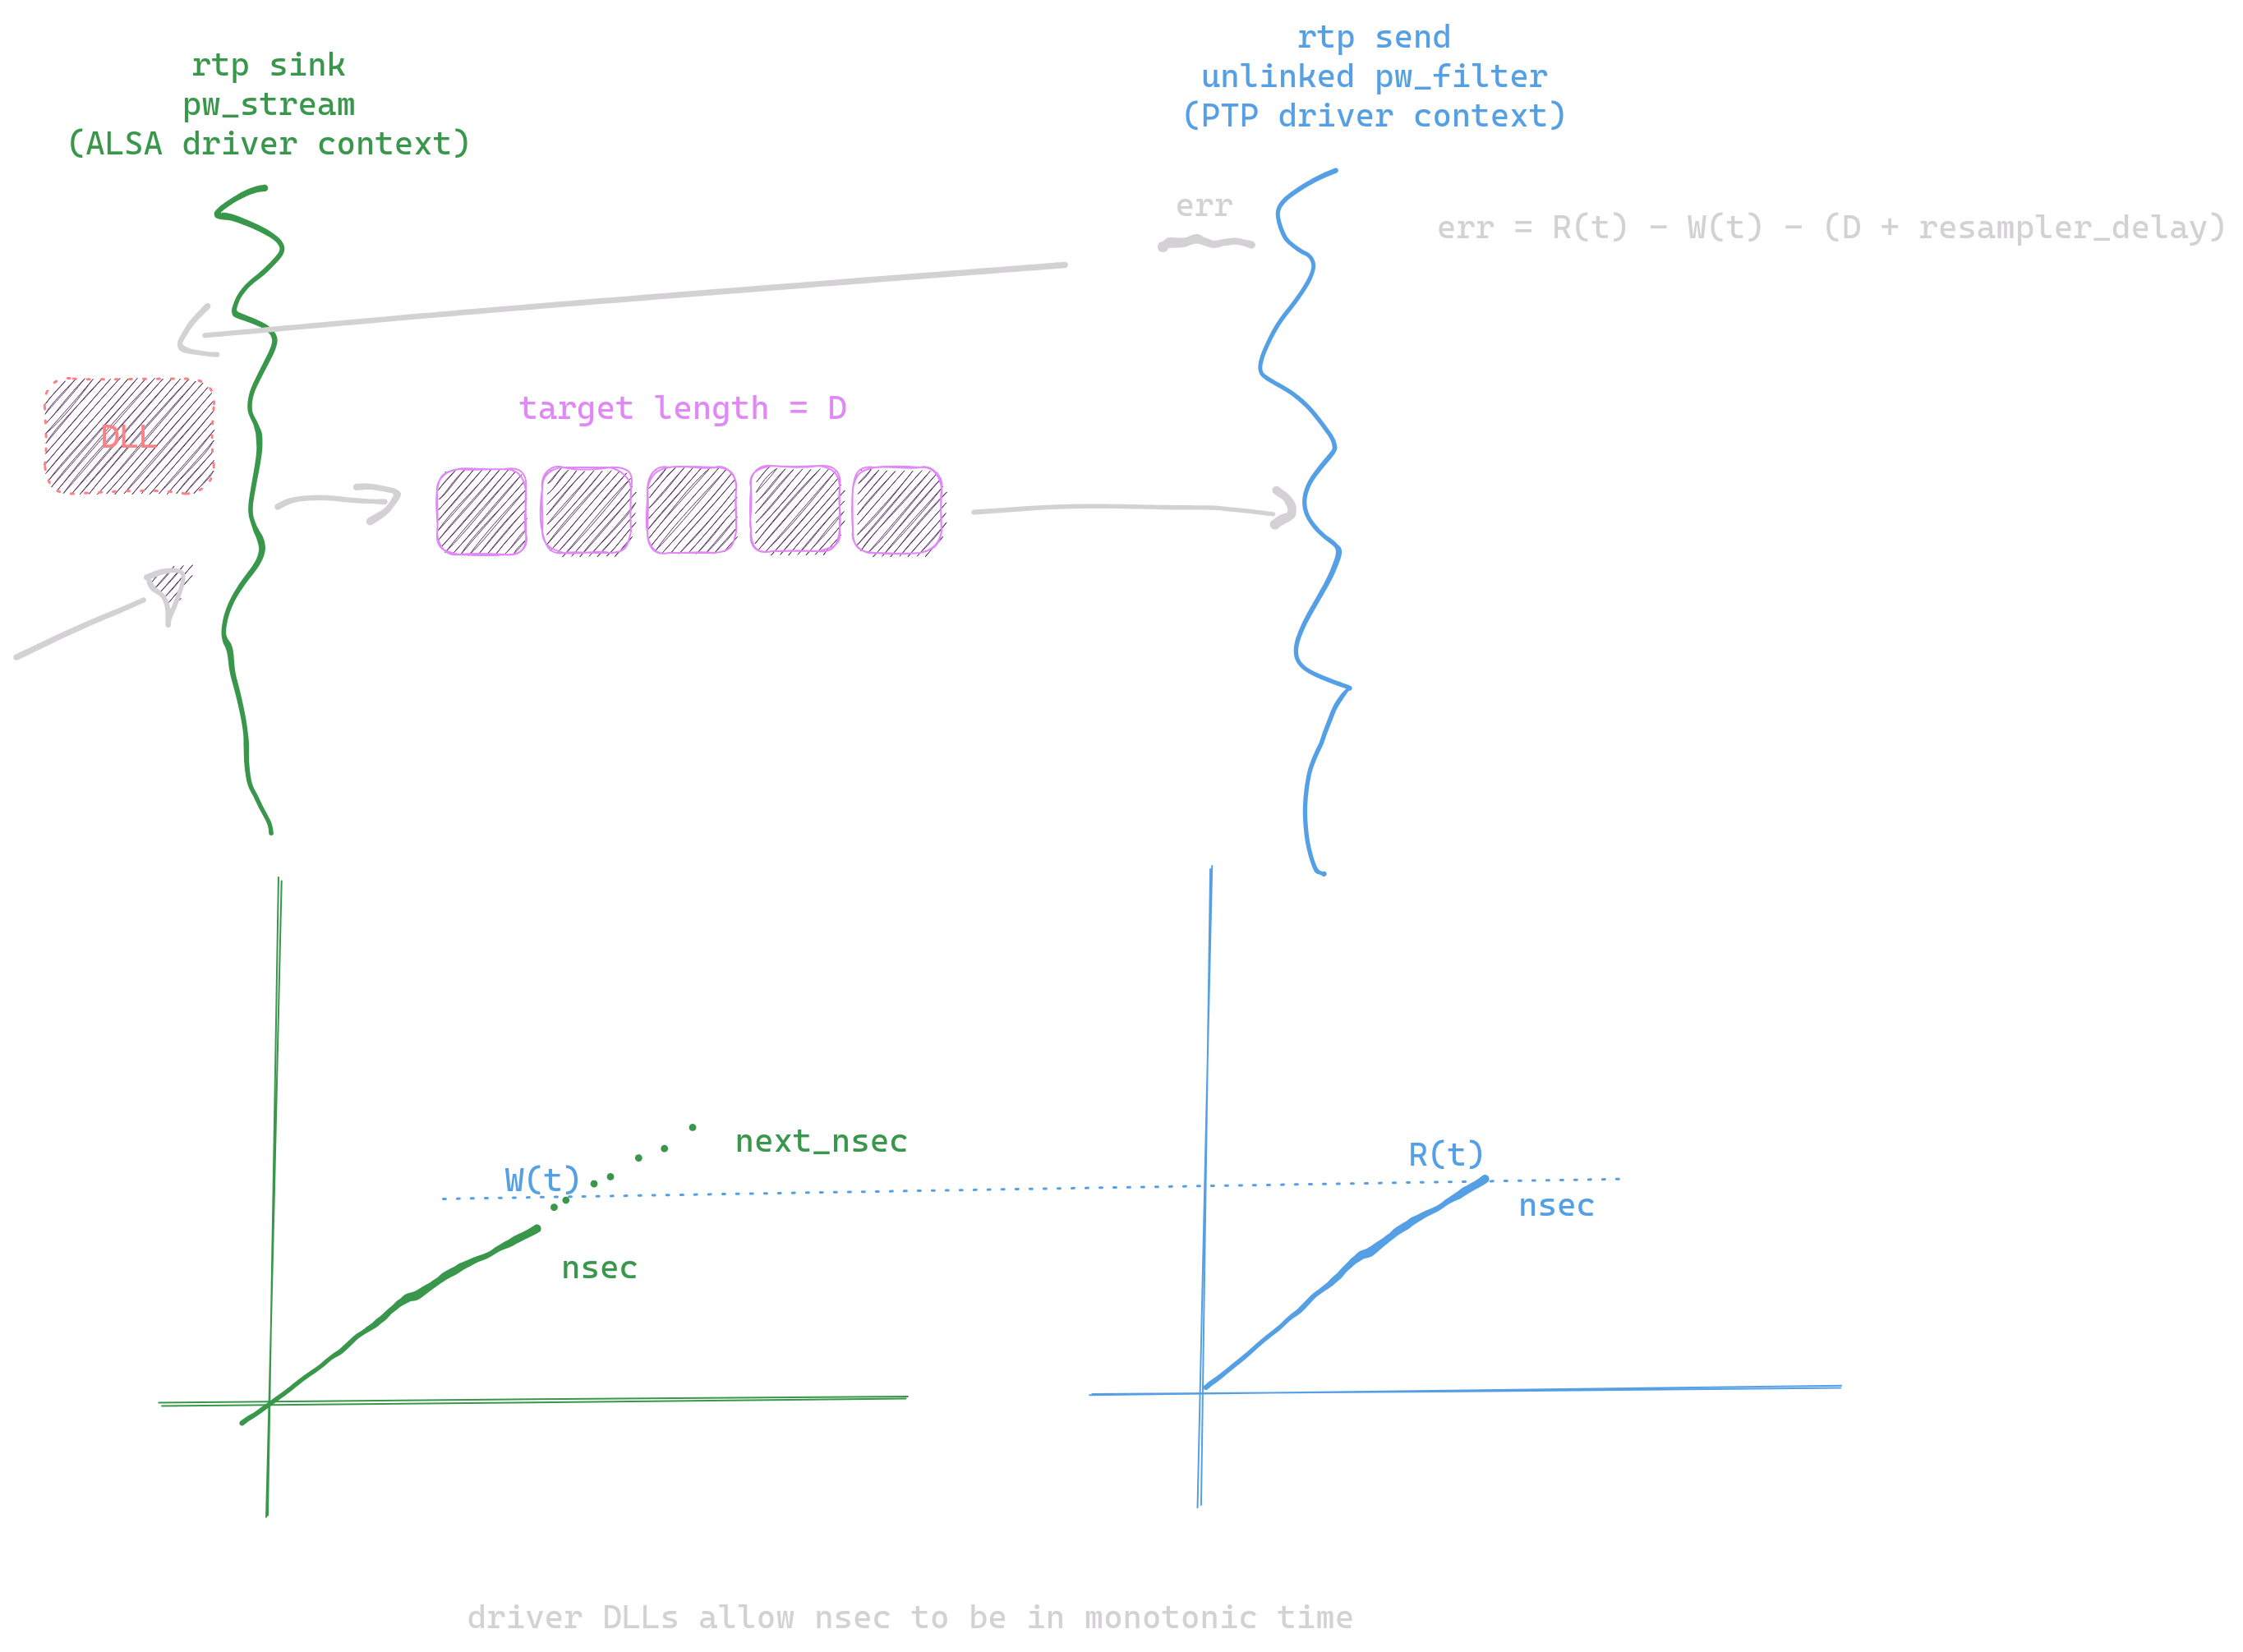 rtp sink
pw_stream
(ALSA driver context)
rtp send
unlinked pw_filter
(PTP driver context)
err
err = R(t) - W(t) - (D + resampler_delay)
DLL
target length = D
W(t)
next_nsec
nsec
R(t)
nsec
driver DLLs allow nsec to be in monotonic time